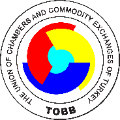 THE UNION OF CHAMBERS AND COMMODITY EXCHANGES OF TURKEY
TOBB